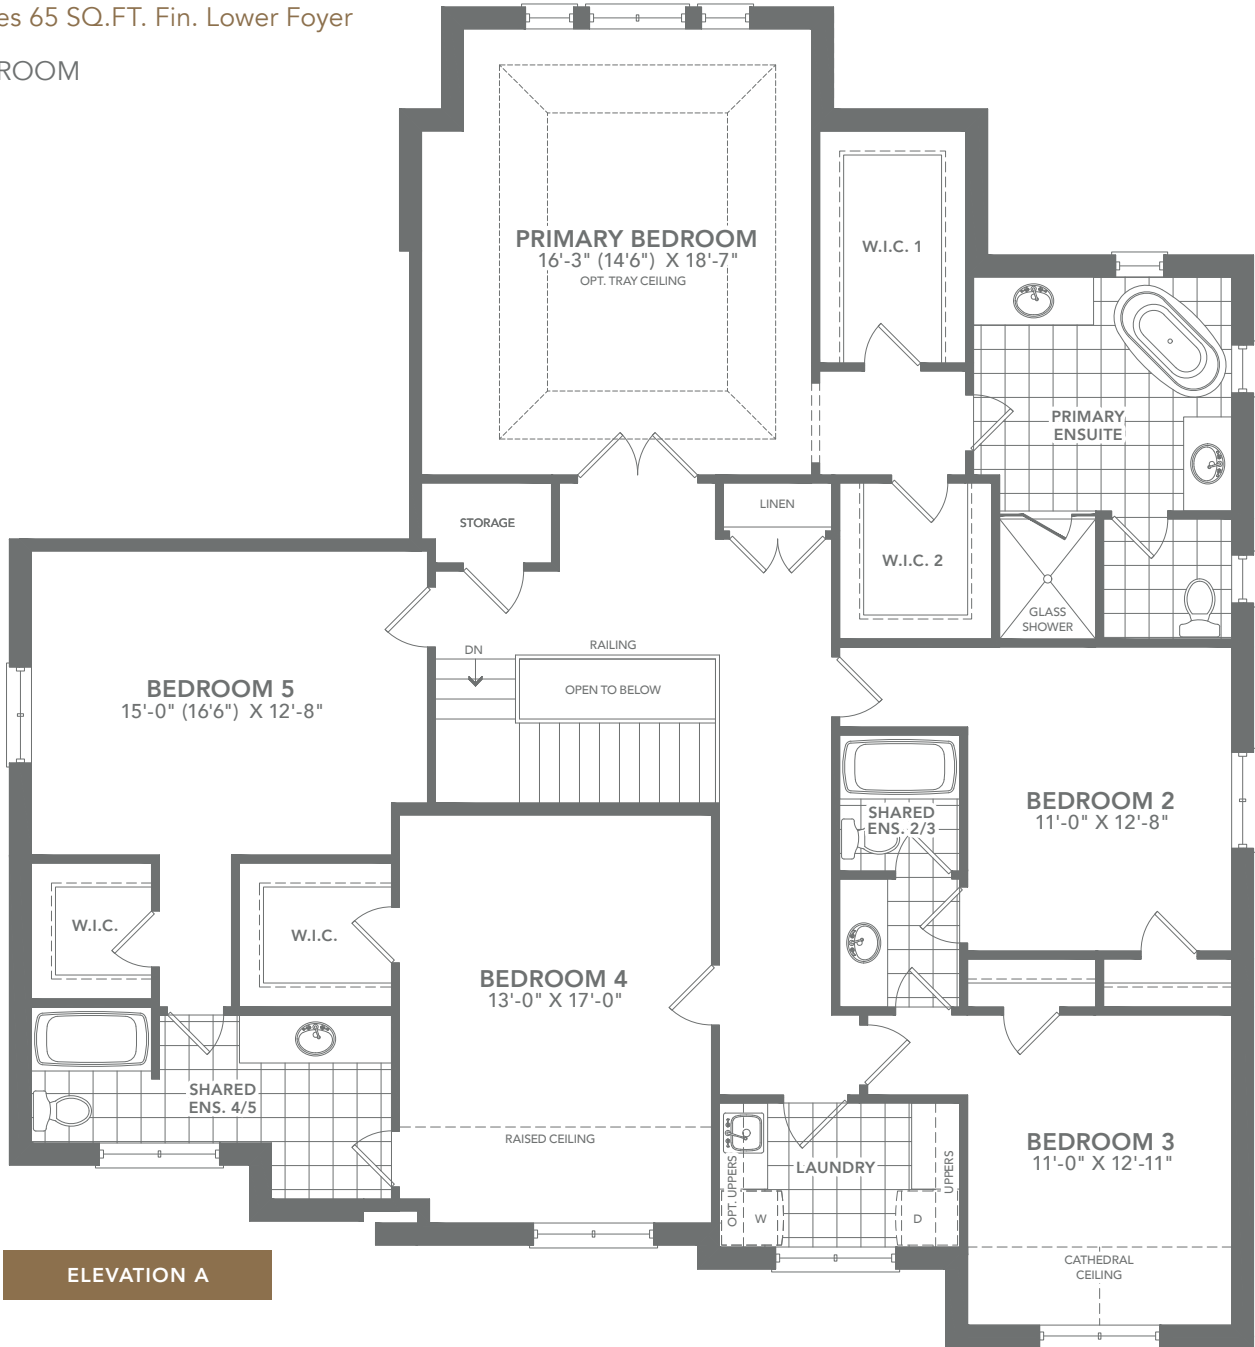 es 65 SQ.FT. Fin. Lower Foyer
ROOM
PRIMARY BEDROOM
16'-3" (14'6") X 18'-7"
OPT. TRAY CEILING
W.I.C. 1
PRIMARY
ENSUITE
STORAGE
LINEN
W.I.C. 2
GLASS
SHOWER
DN
RAILING
OPEN TO BELOW
BEDROOM 5
15'-0" (16'6") X 12'-8"
BEDROOM 2
11'-0" X 12'-8"
SHARED
ENS. 2/3
W.I.C.
W.I.C.
BEDROOM 4
13'-0" X 17'-0"
SHARED
ENS. 4/5
RAISED CEILING
OPT. UPPERS
LAUNDRY
UPPERS
W
D
BEDROOM 3
11'-0" X 12'-11"
CATHEDRAL
CEILING
ELEVATION A